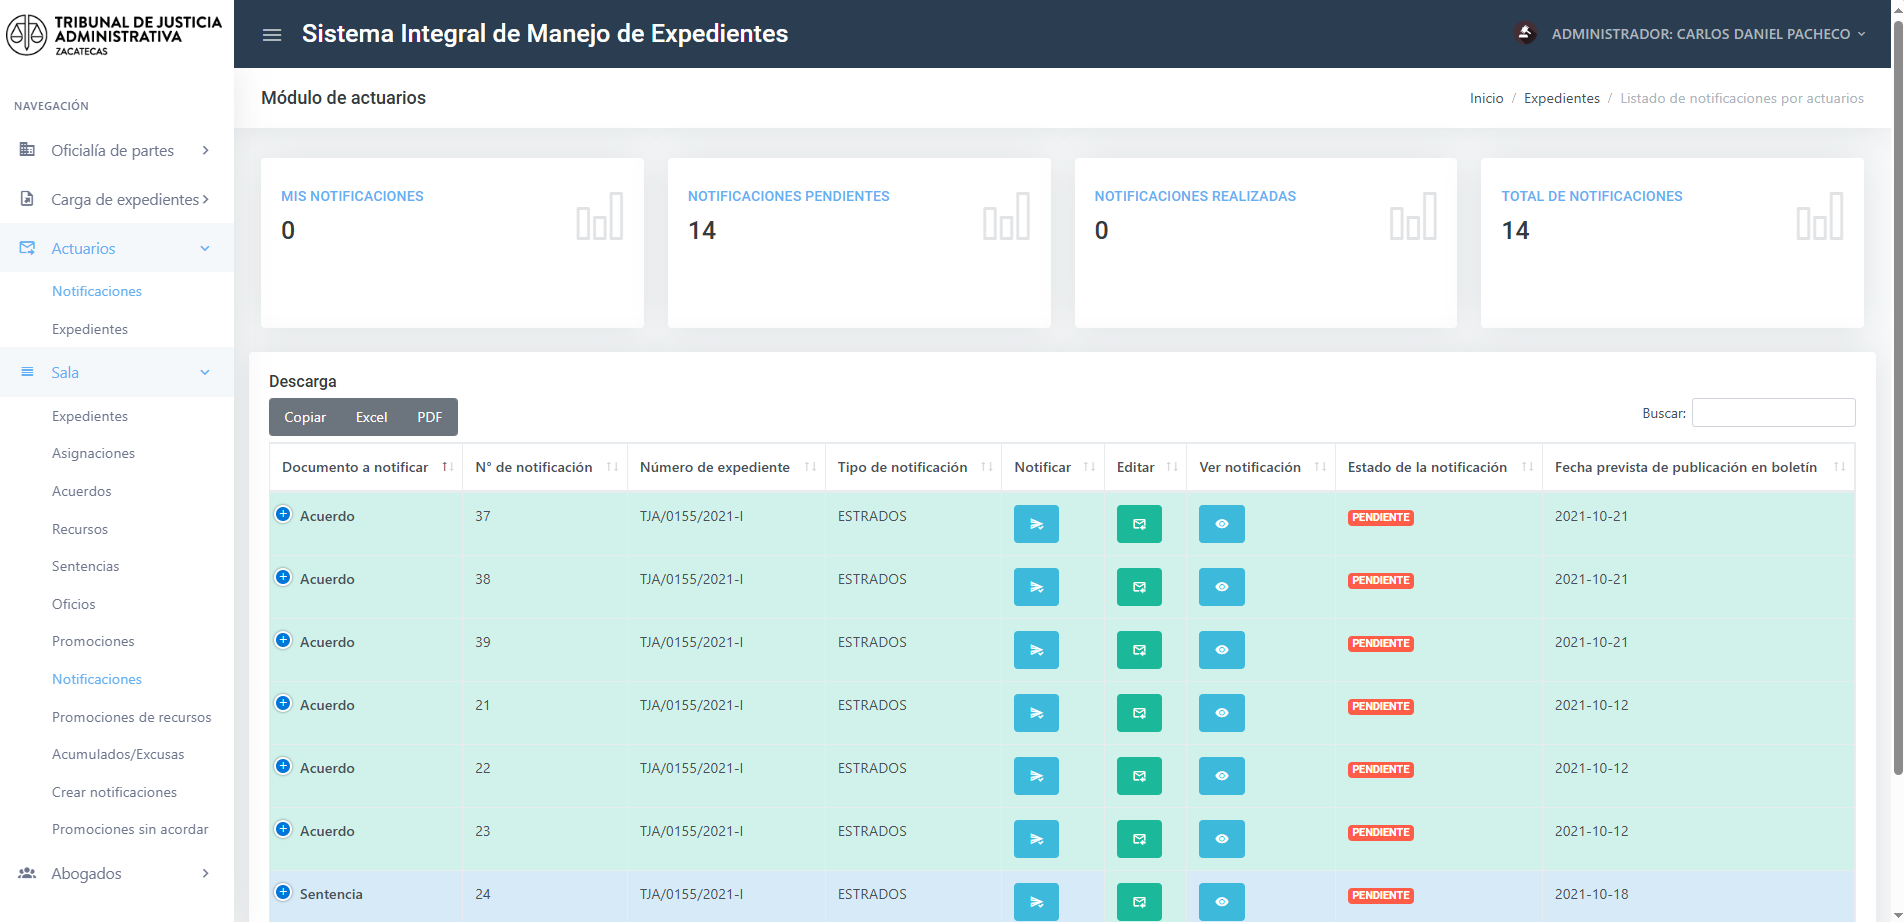 TRIBUNAL DE JUSTICIA
ADMINISTRATIVA
ZACATECAS
Sistema Integral de Manejo de Expedientes
ADMINISTRADOR: CARLOS DANIEL PACHECO
NAVEGACIÓN
Oficialía de partes
Carga de expedientes
Actuarios
Notificaciones
Expedientes
Sala
Expedientes
Asignaciones
Acuerdos
Recursos
Sentencias
Oficios
Promociones
Notificaciones
Promociones de recursos
Acumulados/Excusas
Crear notificaciones
Promociones sin acordar
Abogados
Módulo de actuarios
Inicio / Expedientes / Listado de notificaciones por actuarios
MIS NOTIFICACIONES
0
NOTIFICACIONES PENDIENTES
14
NOTIFICACIONES REALIZADAS
0
TOTAL DE NOTIFICACIONES
14
Descarga
Copiar Excel PDF
Buscar:
Documento a notificar N° de notificación Número de expediente Tipo de notificación Notificar Editar Ver notificación Estado de la notificación Fecha prevista de publicación en boletín
Acuerdo 37 TJA/0155/2021-I ESTRADOS PENDIENTE 2021-10-21
Acuerdo 38 TJA/0155/2021-I ESTRADOS PENDIENTE 2021-10-21
Acuerdo 39 TJA/0155/2021-I ESTRADOS PENDIENTE 2021-10-21
Acuerdo 21 TJA/0155/2021-I ESTRADOS PENDIENTE 2021-10-12
Acuerdo 22 TJA/0155/2021-I ESTRADOS PENDIENTE 2021-10-12
Acuerdo 23 TJA/0155/2021-I ESTRADOS PENDIENTE 2021-10-12
Sentencia 24 TJA/0155/2021-I ESTRADOS PENDIENTE 2021-10-18